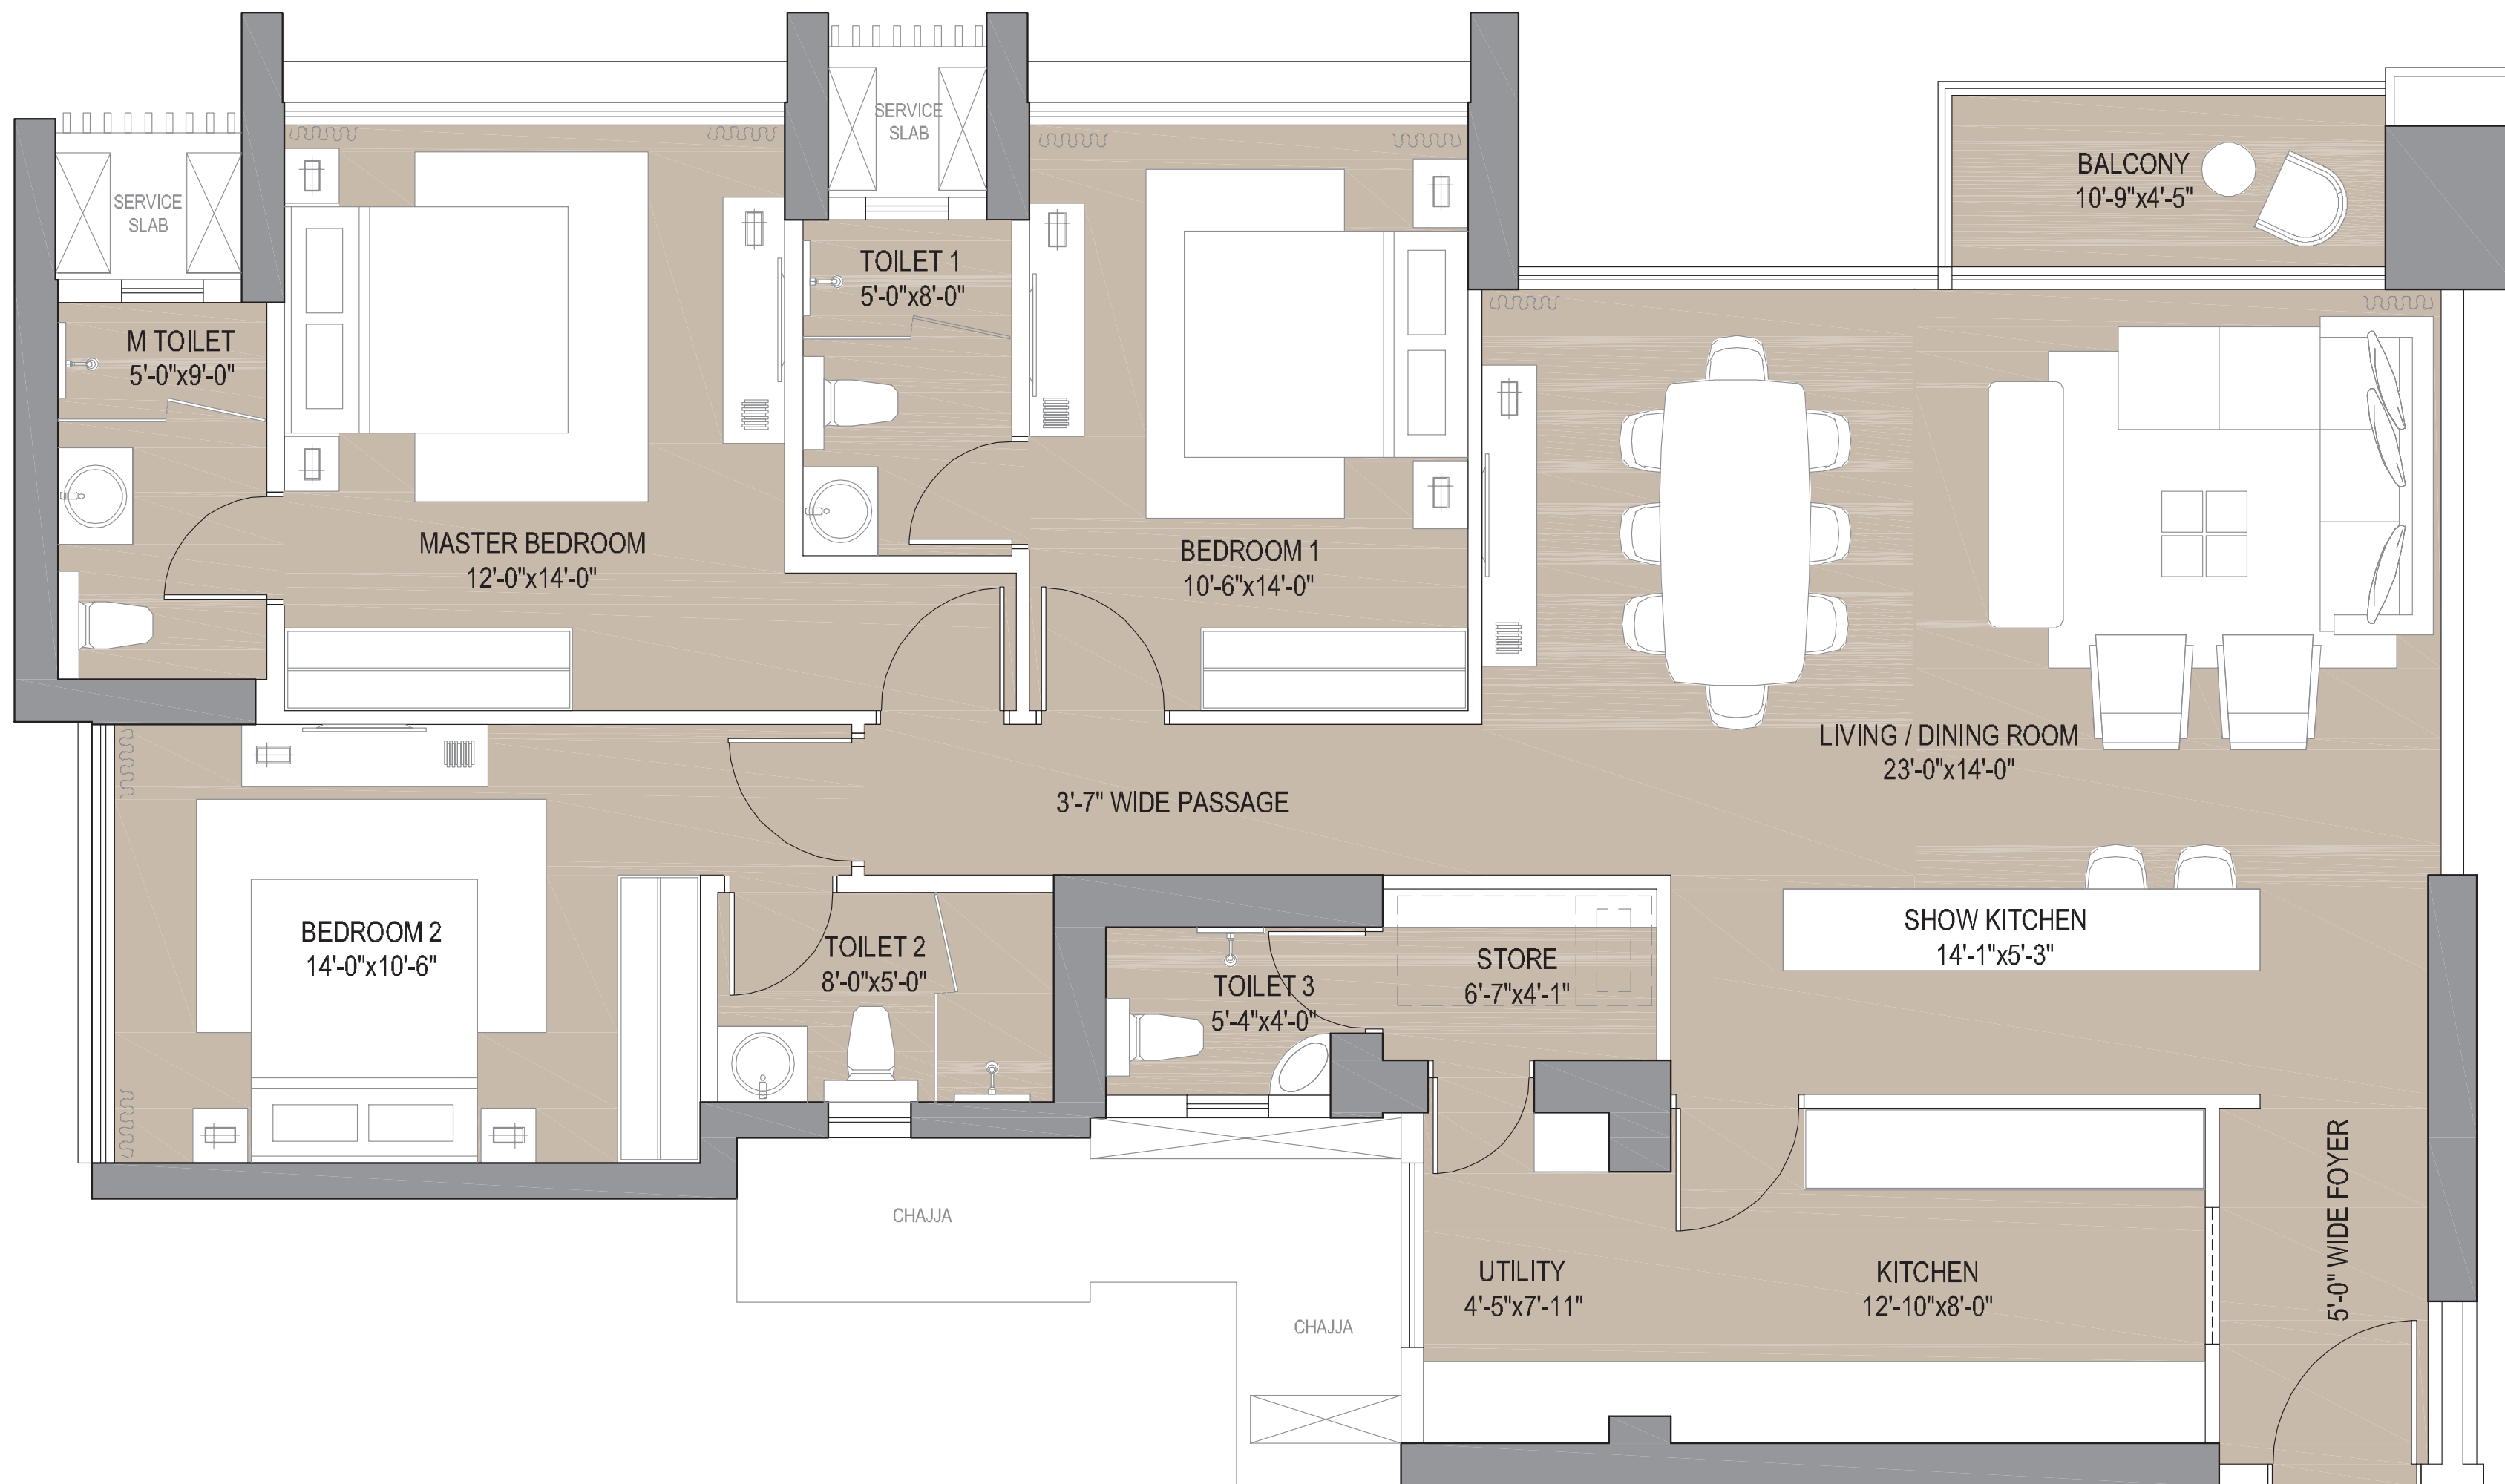 SERVICE
SLAB
SERVICE
SLAB
BALCONY
10'-9"x4'-5"
TOILET 1
5'-0"x8'-0"
M TOILET
5'-0"x9'-0"
MASTER BEDROOM
12'-0"x14'-0"
BEDROOM 1
10'-6"x14'-0"
LIVING / DINING ROOM
23'-0"x14'-0"
3'-7" WIDE PASSAGE
BEDROOM 2
14'-0"x10'-6"
TOILET 2
8'-0"x5'-0"
TOILET 3
5'-4"x4'-0"
STORE
6'-7"x4'-1"
SHOW KITCHEN
14'-1"x5'-3"
CHAJJA
CHAJJA
UTILITY
4'-5"x7'-11"
KITCHEN
12'-10"x8'-0"
5'-0" WIDE FOYER